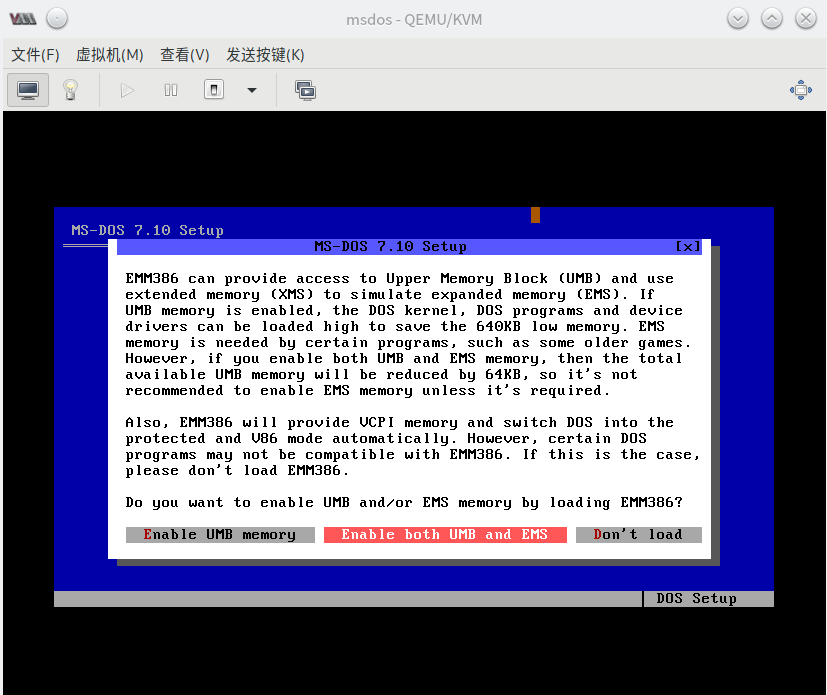 msdos - QEMU/KVM
文件(F) 虚拟机(M) 查看(V) 发送按键(K)
MS-DOS 7.10 Setup
MS-DOS 7.10 Setup [x]
EMM386 can provide access to Upper Memory Block (UMB) and use
extended memory (XMS) to simulate expanded memory (EMS). If
UMB memory is enabled, the DOS kernel, DOS programs and device
drivers can be loaded high to save the 640KB low memory. EMS
memory is needed by certain programs, such as some older games.
However, if you enable both UMB and EMS memory, then the total
available UMB memory will be reduced by 64KB, so it's not
recommended to enable EMS memory unless it's required.
Also, EMM386 will provide VCPI memory and switch DOS into the
protected and V86 mode automatically. However, certain DOS
programs may not be compatible with EMM386. If this is the case,
please don't load EMM386.
Do you want to enable UMB and/or EMS memory by loading EMM386?
Enable UMB memory Enable both UMB and EMS Don't load
DOS Setup